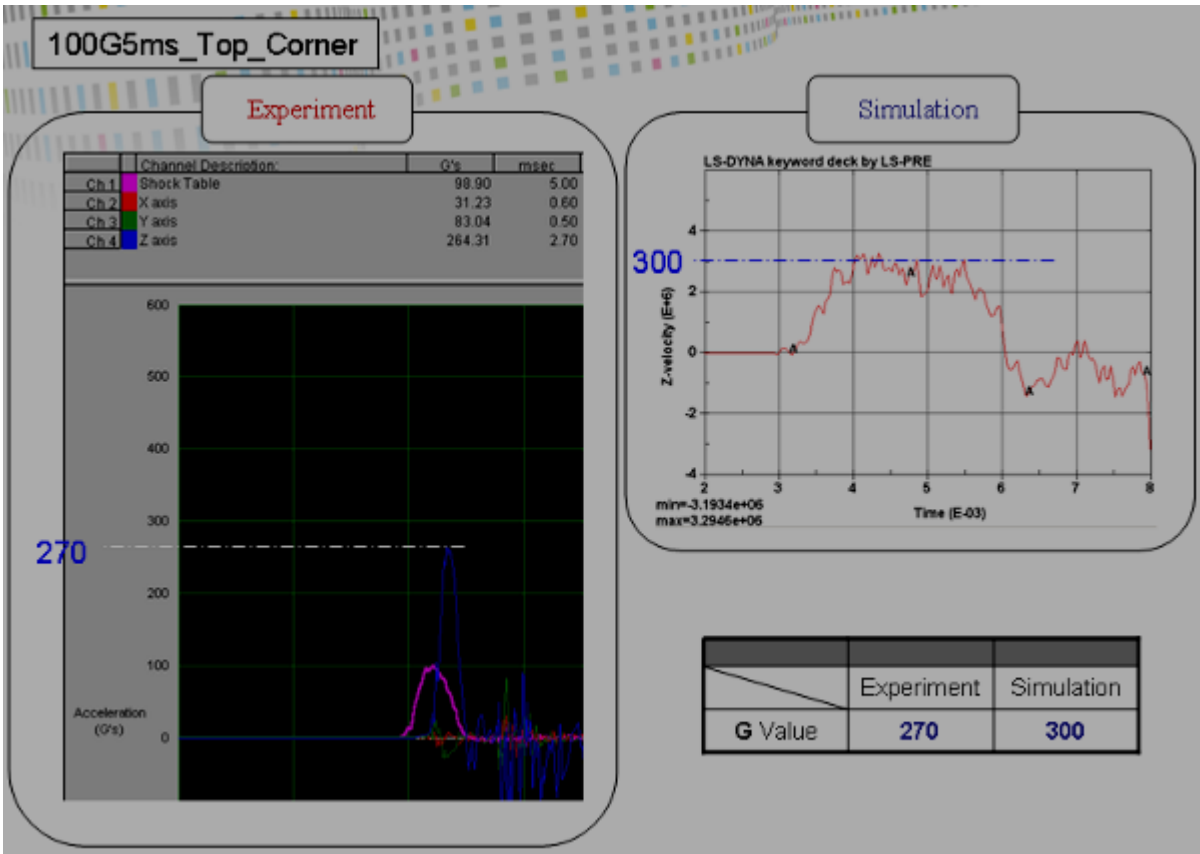 100G5ms_Top_Corner
Experiment
Channel Description: G's msec
Ch 1 Shock Table 98.90 5.00
Ch 2 X axis 31.23 0.60
Ch 3 Y axis 83.04 0.50
Ch 4 Z axis 264.31 2.70
600
500
400
300
270
200
100
Acceleration
(G's)
0
Simulation
LS-DYNA keyword deck by LS-PRE
4
300
2
Z-velocity (E+6)
0
-2
-4
A
A
A
A
2 3 4 5 6 7 8
min=-3.1934e+06
max=3.2946e+06
Time (E-03)
Experiment Simulation
G Value 270 300